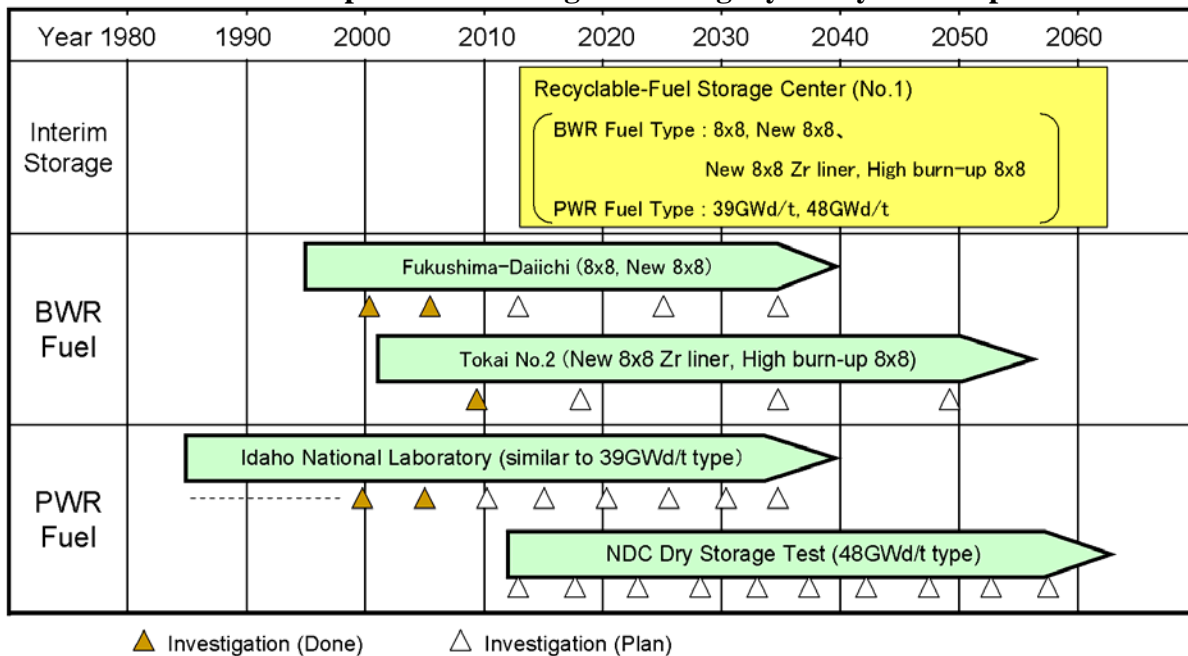 Year 1980 1990 2000 2010 2020 2030 2040 2050 2060
Interim
Storage
Recyclable-Fuel Storage Center (No.1)
BWR Fuel Type : 8x8, New 8x8、
New 8x8 Zr liner, High burn-up 8x8
PWR Fuel Type : 39GWd/t, 48GWd/t
BWR
Fuel
Fukushima-Daiichi (8x8, New 8x8)
Tokai No.2 (New 8x8 Zr liner, High burn-up 8x8)
PWR
Fuel
Idaho National Laboratory (similar to 39GWd/t type)
NDC Dry Storage Test (48GWd/t type)
Investigation (Done) Investigation (Plan)